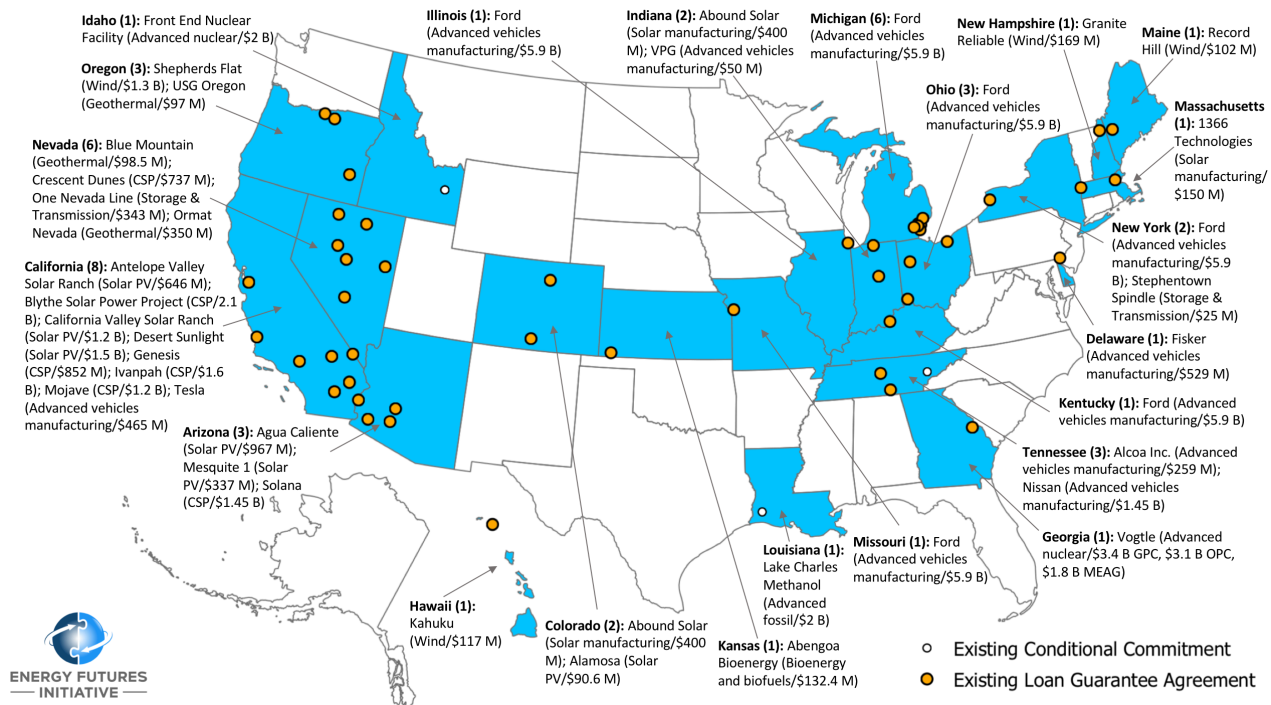 Idaho (1): Front End Nuclear
Facility (Advanced nuclear/$2 B)
Oregon (3): Shepherds Flat
(Wind/$1.3 B); USG Oregon
(Geothermal/$97 M)
Nevada (6): Blue Mountain
(Geothermal/$98.5 M);
Crescent Dunes (CSP/$737 M);
One Nevada Line (Storage &
Transmission/$343 M); Ormat
Nevada (Geothermal/$350 M)
California (8): Antelope Valley
Solar Ranch (Solar PV/$646 M);
Blythe Solar Power Project (CSP/2.1
B); California Valley Solar Ranch
(Solar PV/$1.2 B); Desert Sunlight
(Solar PV/$1.5 B); Genesis
(CSP/$852 M); Ivanpah (CSP/$1.6
B); Mojave (CSP/$1.2 B); Tesla
(Advanced vehicles
manufacturing/$465 M)
Arizona (3): Agua Caliente
(Solar PV/$967 M);
Mesquite 1 (Solar
PV/$337 M); Solana
(CSP/$1.45 B)
Illinois (1): Ford
(Advanced vehicles
manufacturing/$5.9 B)
Indiana (2): Abound Solar
(Solar manufacturing/$400
M); VPG (Advanced vehicles
manufacturing/$50 M)
Michigan (6): Ford
(Advanced vehicles
manufacturing/$5.9 B)
Ohio (3): Ford
(Advanced vehicles
manufacturing/$5.9 B)
New Hampshire (1): Granite
Reliable (Wind/$169 M)
Maine (1): Record
Hill (Wind/$102 M)
Massachusetts
(1): 1366
Technologies
(Solar
manufacturing/
$150 M)
New York (2): Ford
(Advanced vehicles
manufacturing/$5.9
B); Stephentown
Spindle (Storage &
Transmission/$25 M)
Delaware (1): Fisker
(Advanced vehicles
manufacturing/$529 M)
Kentucky (1): Ford (Advanced
vehicles manufacturing/$5.9 B)
Tennessee (3): Alcoa Inc. (Advanced
vehicles manufacturing/$259 M);
Nissan (Advanced vehicles
manufacturing/$1.45 B)
Georgia (1): Vogtle (Advanced
nuclear/$3.4 B GPC, $3.1 B OPC,
$1.8 B MEAG)
Missouri (1): Ford
(Advanced vehicles
manufacturing/$5.9 B)
Louisiana (1):
Lake Charles
Methanol
(Advanced
fossil/$2 B)
Kansas (1): Abengoa
Bioenergy (Bioenergy
and biofuels/$132.4 M)
Colorado (2): Abound Solar
(Solar manufacturing/$400
M); Alamosa (Solar
PV/$90.6 M)
Hawaii (1):
Kahuku
(Wind/$117 M)
ENERGY FUTURES
INITIATIVE
Existing Conditional Commitment
Existing Loan Guarantee Agreement